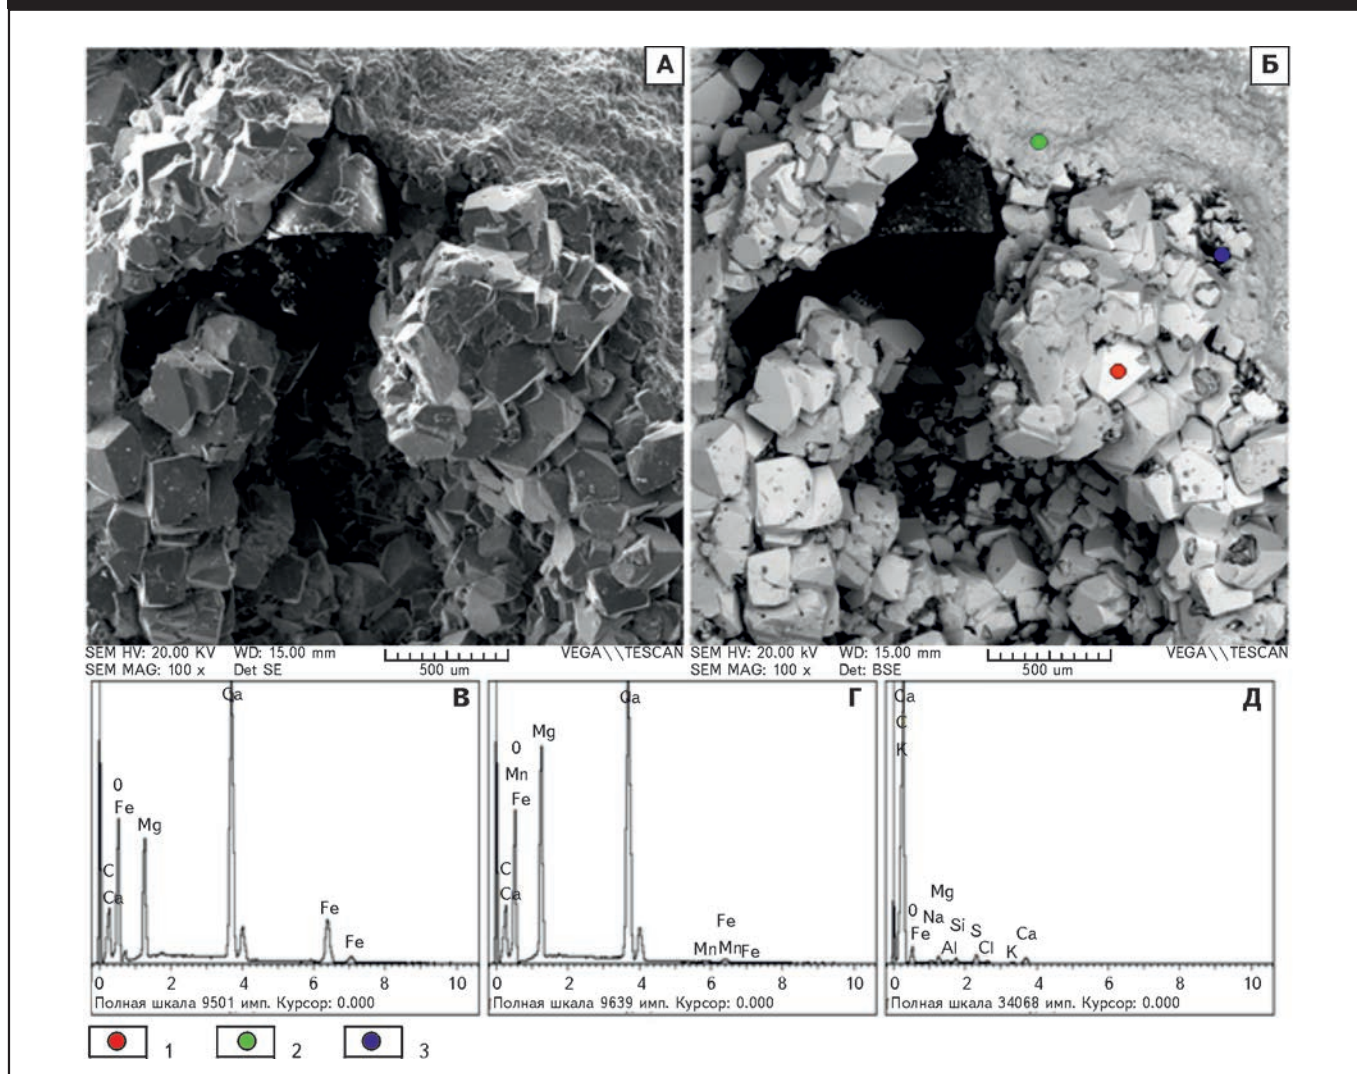 А
Б
SEM HV: 20.00 KV WD: 15.00 mm VEGA\\TESCAN
SEM MAG: 100 x Det SE 500 um
SEM HV: 20.00 kV WD: 15.00 mm VEGA\\TESCAN
SEM MAG: 100 x Det: BSE 500 um
В
Ca
O
Fe
Mg
C
Ca
Fe
Fe
0 2 4 6 8 10
Полная шкала 9501 имп. Курсор: 0.000
Г
Ca
Mg
O
Mn
Fe
C
Ca
Fe
Mn Mn Fe
0 2 4 6 8 10
Полная шкала 9639 имп. Курсор: 0.000
Д
Ca
C
K
Mg
O Na Si S
Fe Al Cl K Ca
0 2 4 6 8 10
Полная шкала 34068 имп. Курсор: 0.000
1 2 3